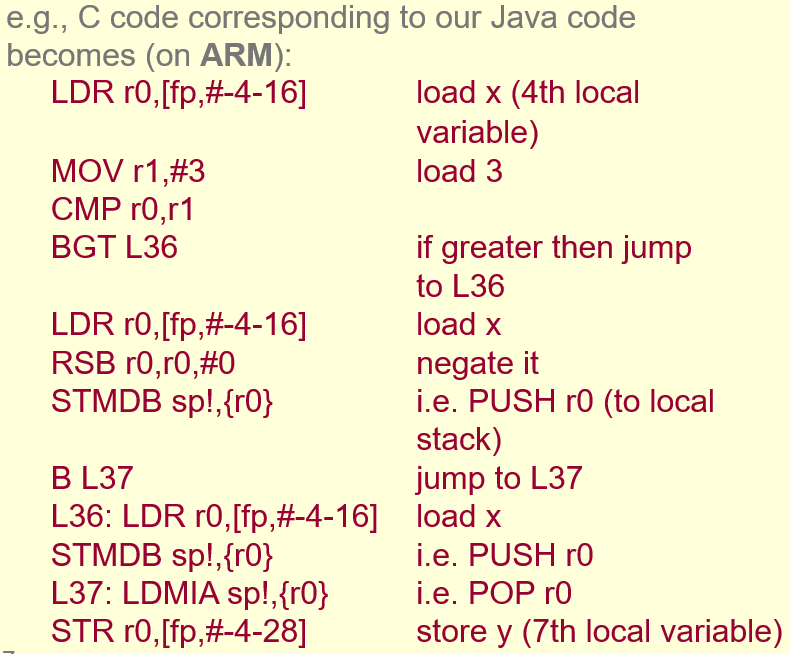 e.g., C code corresponding to our Java code
becomes (on ARM):
LDR r0,[fp,#-4-16] load x (4th local
variable)
MOV r1,#3 load 3
CMP r0,r1
BGT L36 if greater then jump
to L36
LDR r0,[fp,#-4-16] load x
RSB r0,r0,#0 negate it
STMDB sp!,{r0} i.e. PUSH r0 (to local
stack)
B L37 jump to L37
L36: LDR r0,[fp,#-4-16] load x
STMDB sp!,{r0} i.e. PUSH r0
L37: LDMIA sp!,{r0} i.e. POP r0
STR r0,[fp,#-4-28] store y (7th local variable)